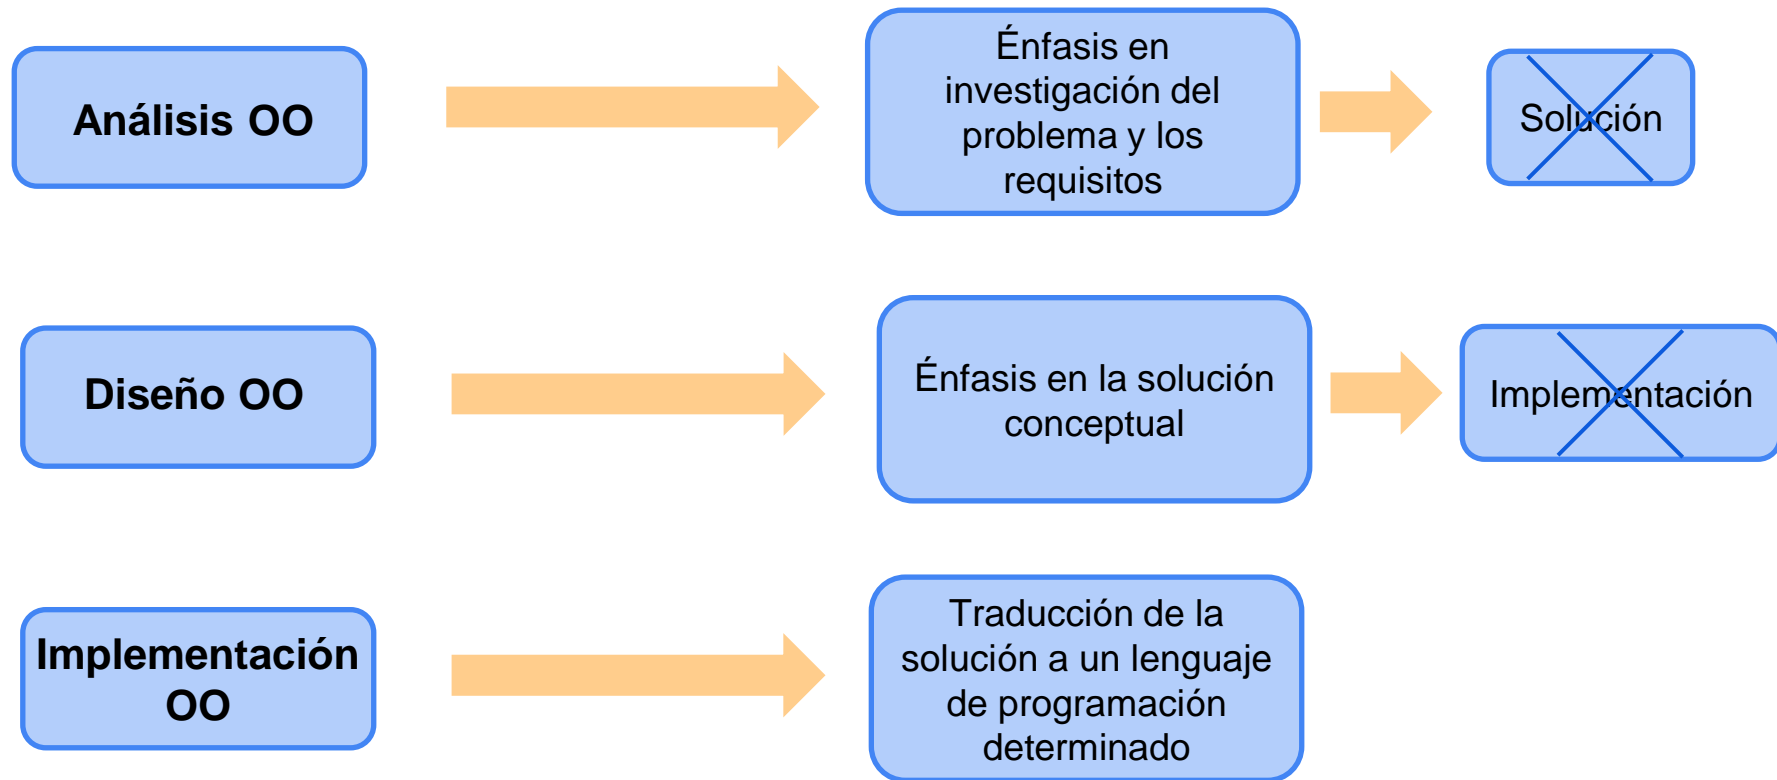 Análisis OO
Énfasis en
investigación del
problema y los
requisitos
Solución
Diseño OO
Énfasis en la solución
conceptual
Implementación
Implementación
OO
Traducción de la
solución a un lenguaje
de programación
determinado